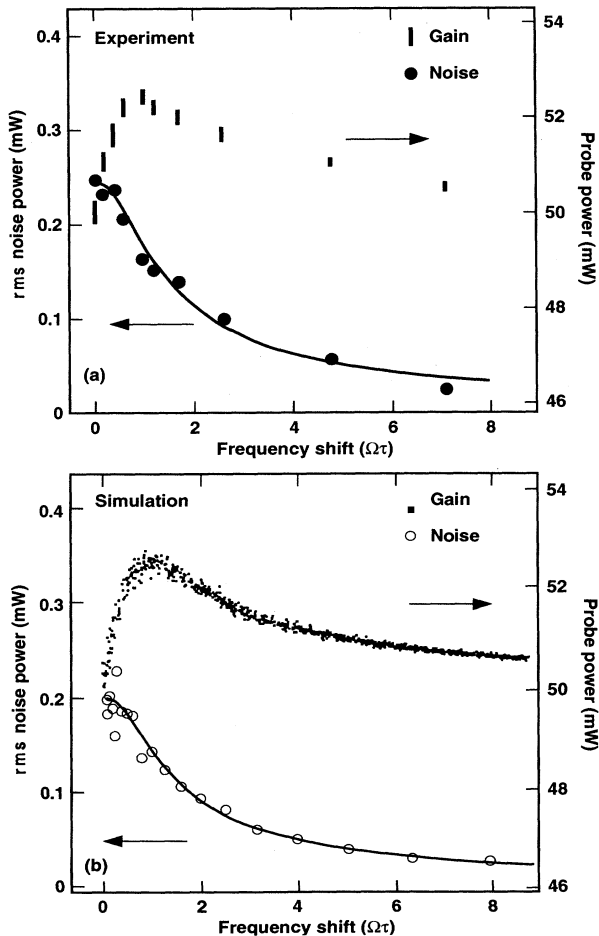 Experiment
Gain
Noise
0.4
0.3
0.2
0.1
0
54
52
50
48
46
rms noise power (mW)
Probe power (mW)
(a)
0 2 4 6 8
Frequency shift (Ωτ)
Simulation
Gain
Noise
0.4
0.3
0.2
0.1
0
54
52
50
48
46
rms noise power (mW)
Probe power (mW)
(b)
0 2 4 6 8
Frequency shift (Ωτ)